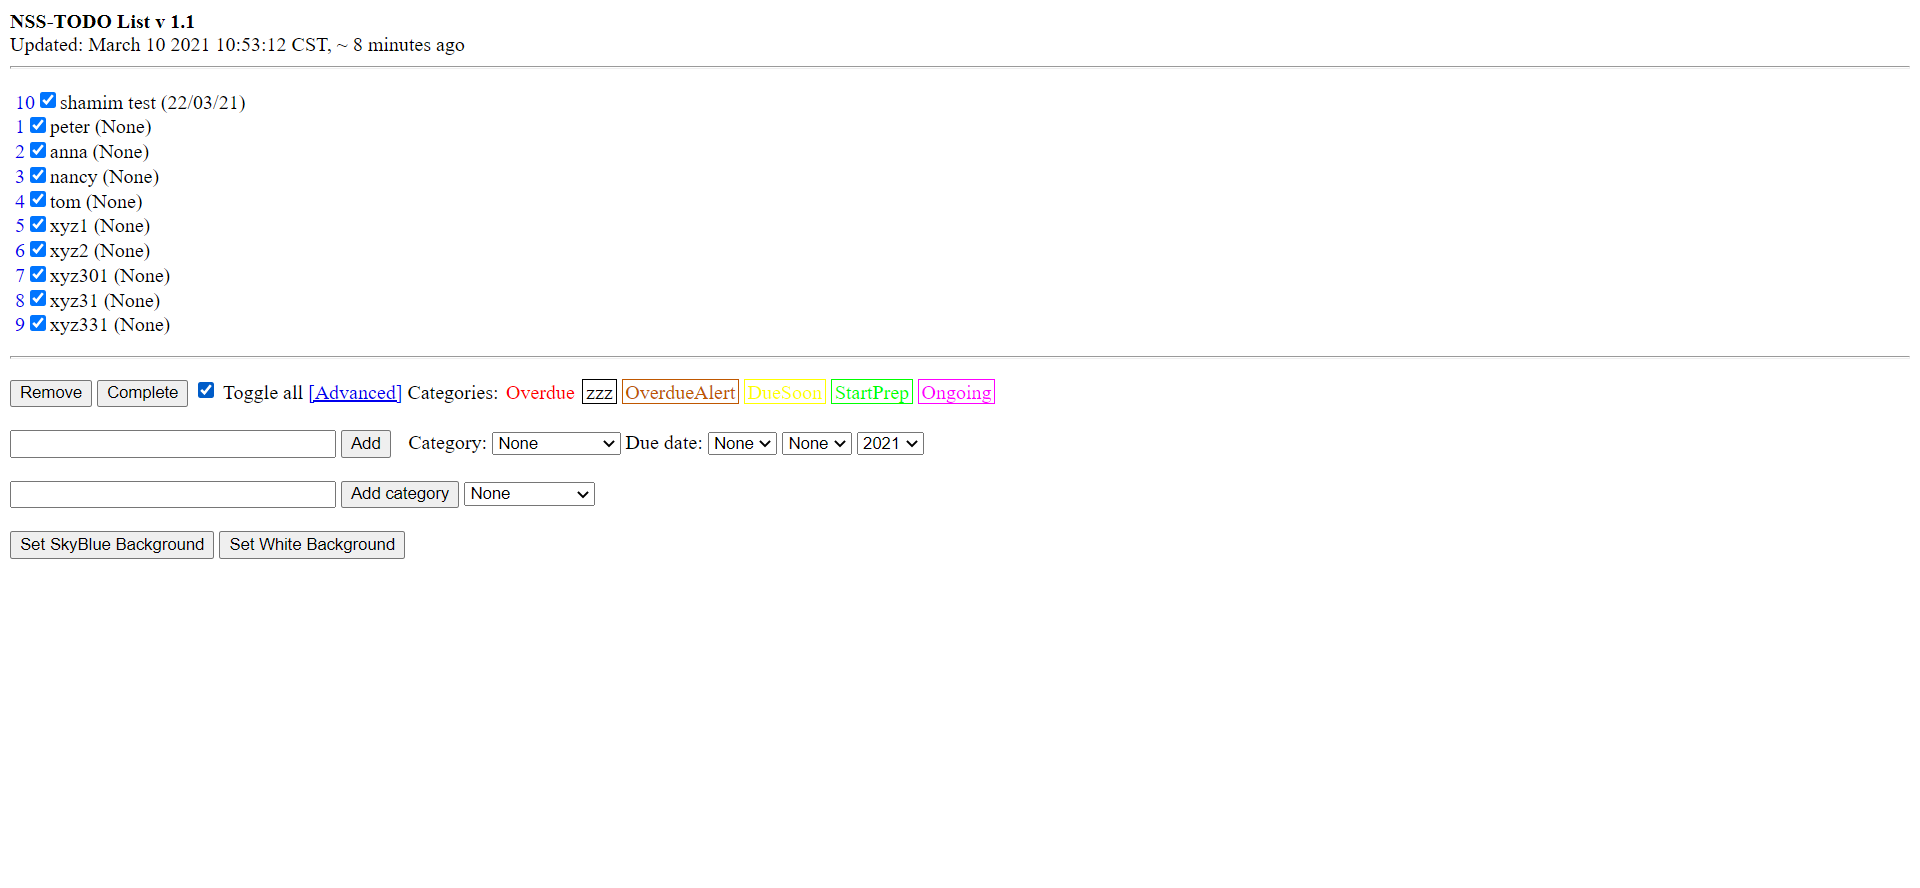 NSS-TODO List v 1.1
Updated: March 10 2021 10:53:12 CST, ~ 8 minutes ago
10 shamim test (22/03/21)
1 peter (None)
2 anna (None)
3 nancy (None)
4 tom (None)
5 xyz1 (None)
6 xyz2 (None)
7 xyz301 (None)
8 xyz31 (None)
9 xyz331 (None)
Remove Complete Toggle all [Advanced] Categories: Overdue zzz OverdueAlert DueSoon StartPrep Ongoing
Add Category: None Due date: None None 2021
Add category None
Set SkyBlue Background Set White Background